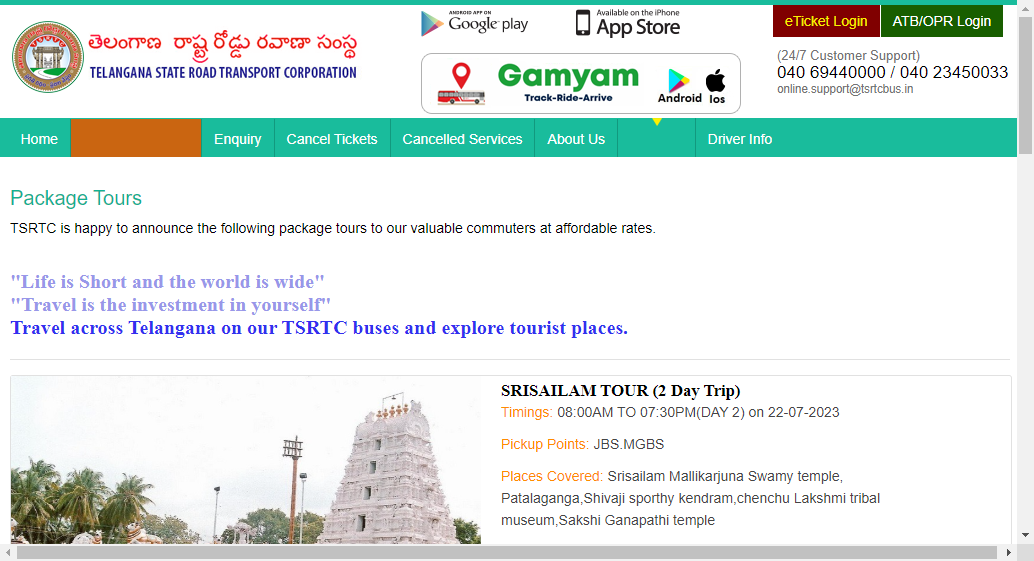 తెలంగాణ రాష్ట్ర రోడ్డు రవాణా సంస్థ
TELANGANA STATE ROAD TRANSPORT CORPORATION
ANDROID APP ON
Google play
Available on the iPhone
App Store
eTicket Login
ATB/OPR Login
Gamyam
Track-Ride-Arrive
Android
Ios
(24/7 Customer Support)
040 69440000 / 040 23450033
online.support@tsrtcbus.in
Home
Enquiry
Cancel Tickets
Cancelled Services
About Us
Driver Info
Package Tours
TSRTC is happy to announce the following package tours to our valuable commuters at affordable rates.
"Life is Short and the world is wide"
"Travel is the investment in yourself"
Travel across Telangana on our TSRTC buses and explore tourist places.
SRISAILAM TOUR (2 Day Trip)
Timings: 08:00AM TO 07:30PM(DAY 2) on 22-07-2023
Pickup Points: JBS.MGBS
Places Covered: Srisailam Mallikarjuna Swamy temple,
Patalaganga,Shivaji sporthy kendram,chenchu Lakshmi tribal
museum,Sakshi Ganapathi temple